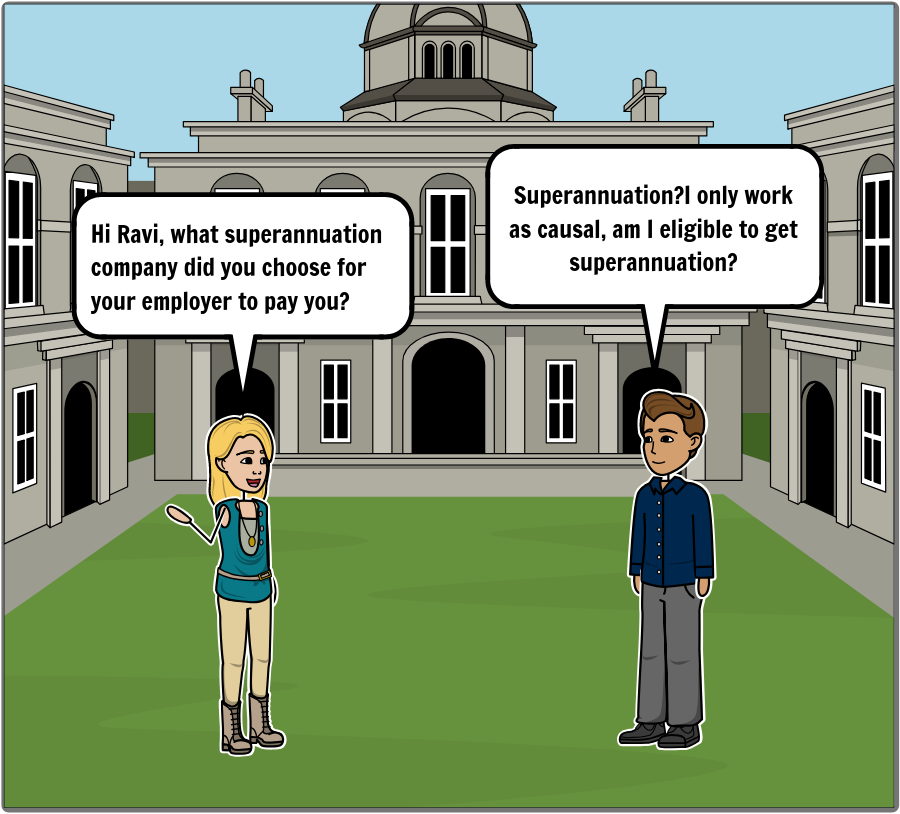 Hi Ravi, what superannuation
company did you choose for
your employer to pay you?
Superannuation?I only work
as causal, am I eligible to get
superannuation?